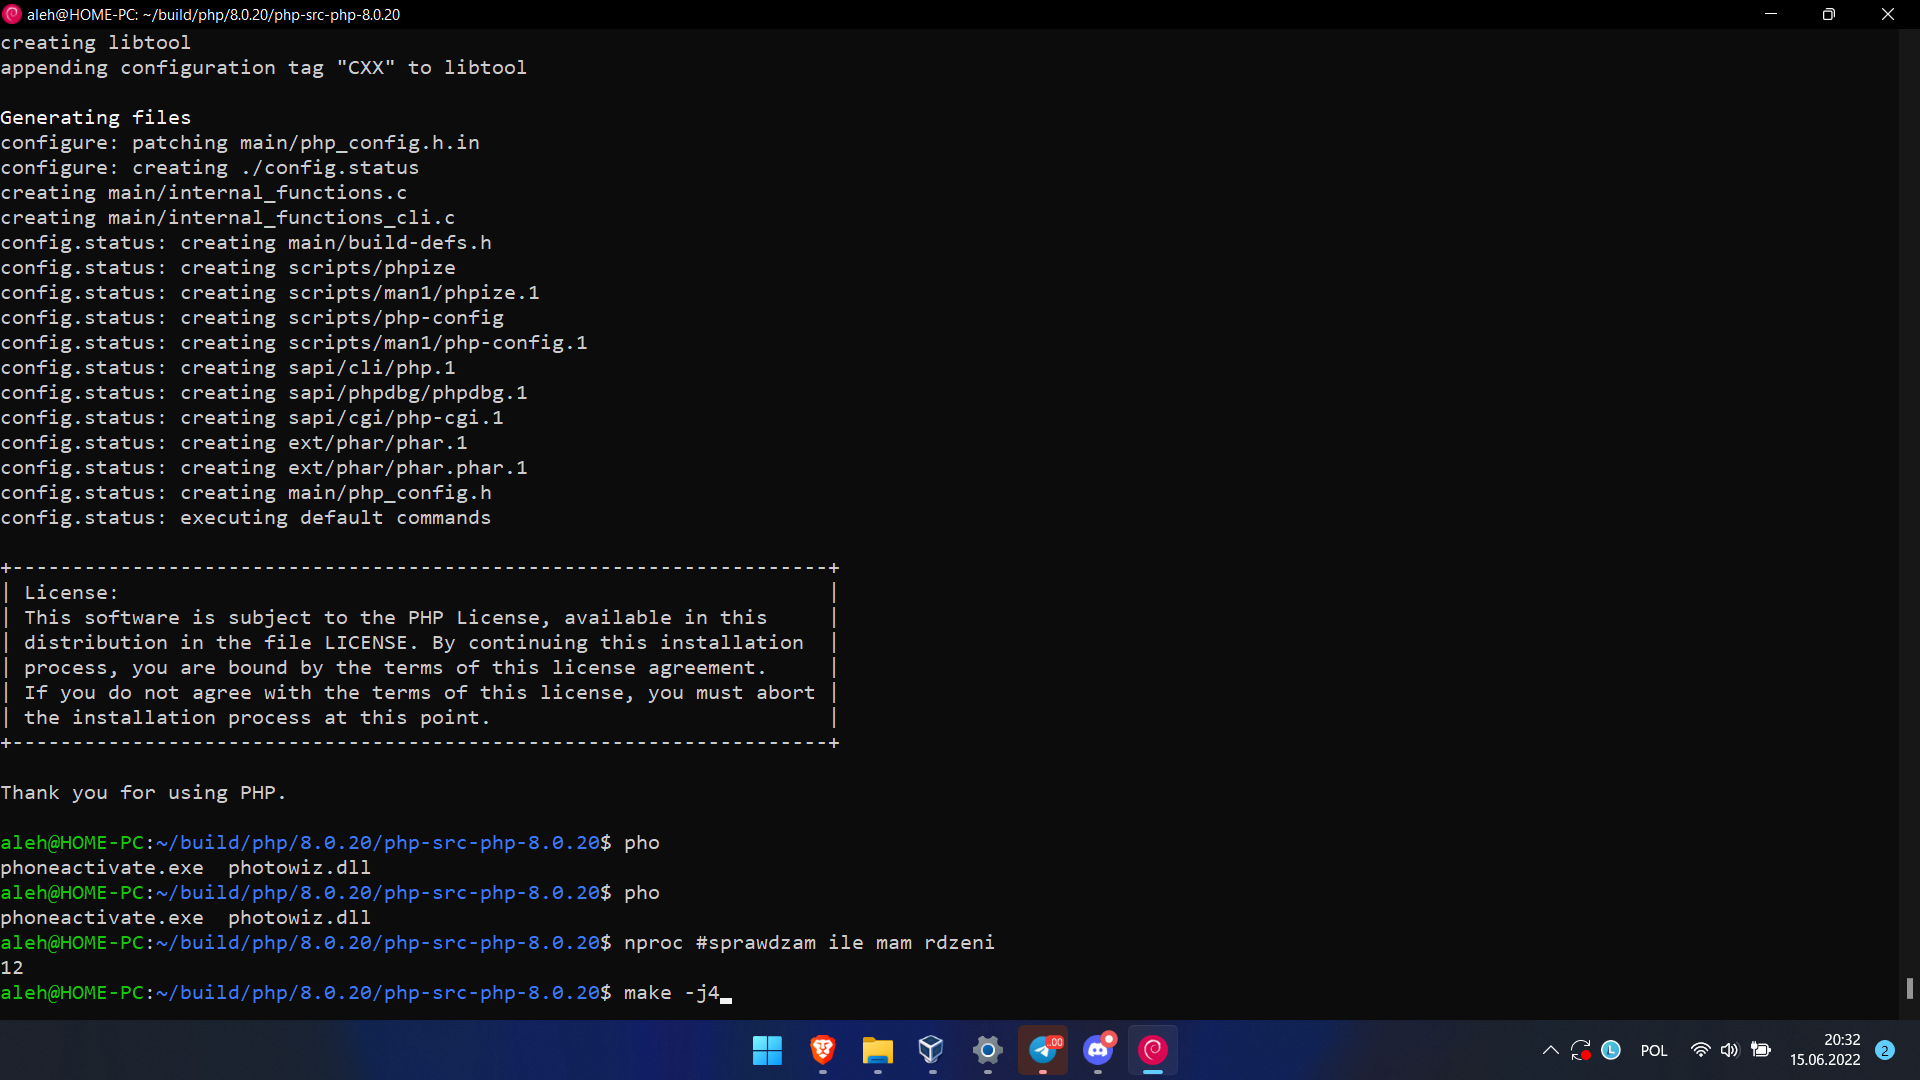 aleh@HOME-PC: ~/build/php/8.0.20/php-src-php-8.0.20
creating libtool
appending configuration tag "CXX" to libtool
Generating files
configure: patching main/php_config.h.in
configure: creating ./config.status
creating main/internal_functions.c
creating main/internal_functions_cli.c
config.status: creating main/build-defs.h
config.status: creating scripts/phpize
config.status: creating scripts/man1/phpize.1
config.status: creating scripts/php-config
config.status: creating scripts/man1/php-config.1
config.status: creating sapi/cli/php.1
config.status: creating sapi/phpdbg/phpdbg.1
config.status: creating sapi/cgi/php-cgi.1
config.status: creating ext/phar/phar.1
config.status: creating ext/phar/phar.phar.1
config.status: creating main/php_config.h
config.status: executing default commands
+--------------------------------------------------------------------+
| License:                                                           |
| This software is subject to the PHP License, available in this     |
| distribution in the file LICENSE. By continuing this installation  |
| process, you are bound by the terms of this license agreement.     |
| If you do not agree with the terms of this license, you must abort |
| the installation process at this point.                            |
+--------------------------------------------------------------------+
Thank you for using PHP.
aleh@HOME-PC:~/build/php/8.0.20/php-src-php-8.0.20$ pho
phoneactivate.exe  photowiz.dll
aleh@HOME-PC:~/build/php/8.0.20/php-src-php-8.0.20$ pho
phoneactivate.exe  photowiz.dll
aleh@HOME-PC:~/build/php/8.0.20/php-src-php-8.0.20$ nproc #sprawdzam ile mam rdzeni
12
aleh@HOME-PC:~/build/php/8.0.20/php-src-php-8.0.20$ make -j4
.00
L
POL
20:32
15.06.2022
2